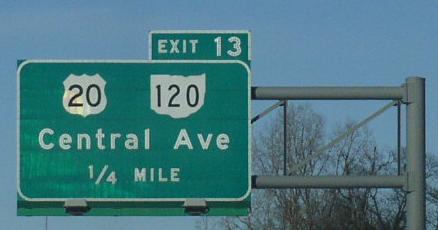 EXIT 13
20 120
Central Ave
1/4 MILE